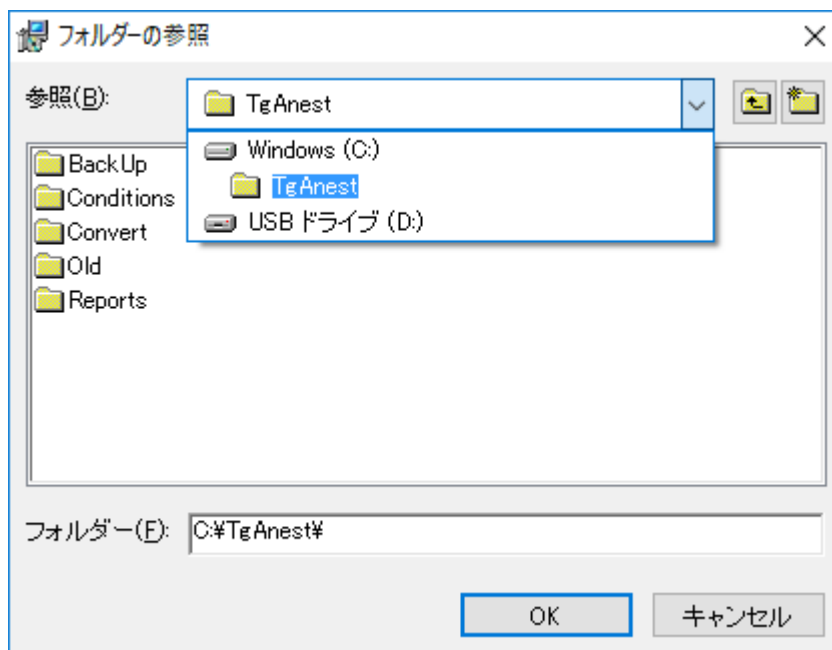 フォルダーの参照
参照(B):
TgAnest
Windows (C:)
TgAnest
USB ドライブ (D:)
BackUp
Conditions
Convert
Old
Reports
フォルダー(F):
C:¥TgAnest¥
OK
キャンセル